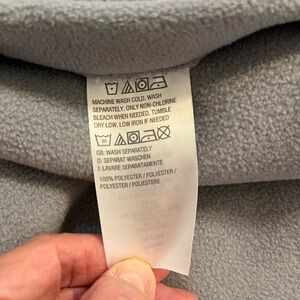 MACHINE WASH COLD. WASH
SEPARATELY. ONLY NON-CHLORINE
BLEACH WHEN NEEDED. TUMBLE
DRY LOW. LOW IRON IF NEEDED
30
GB: WASH SEPARATELY
D: SEPARAT WASCHEN
I: LAVARE SEPARATAMENTE
100% POLYESTER / POLYESTER /
POLYESTER / POLIESTERE